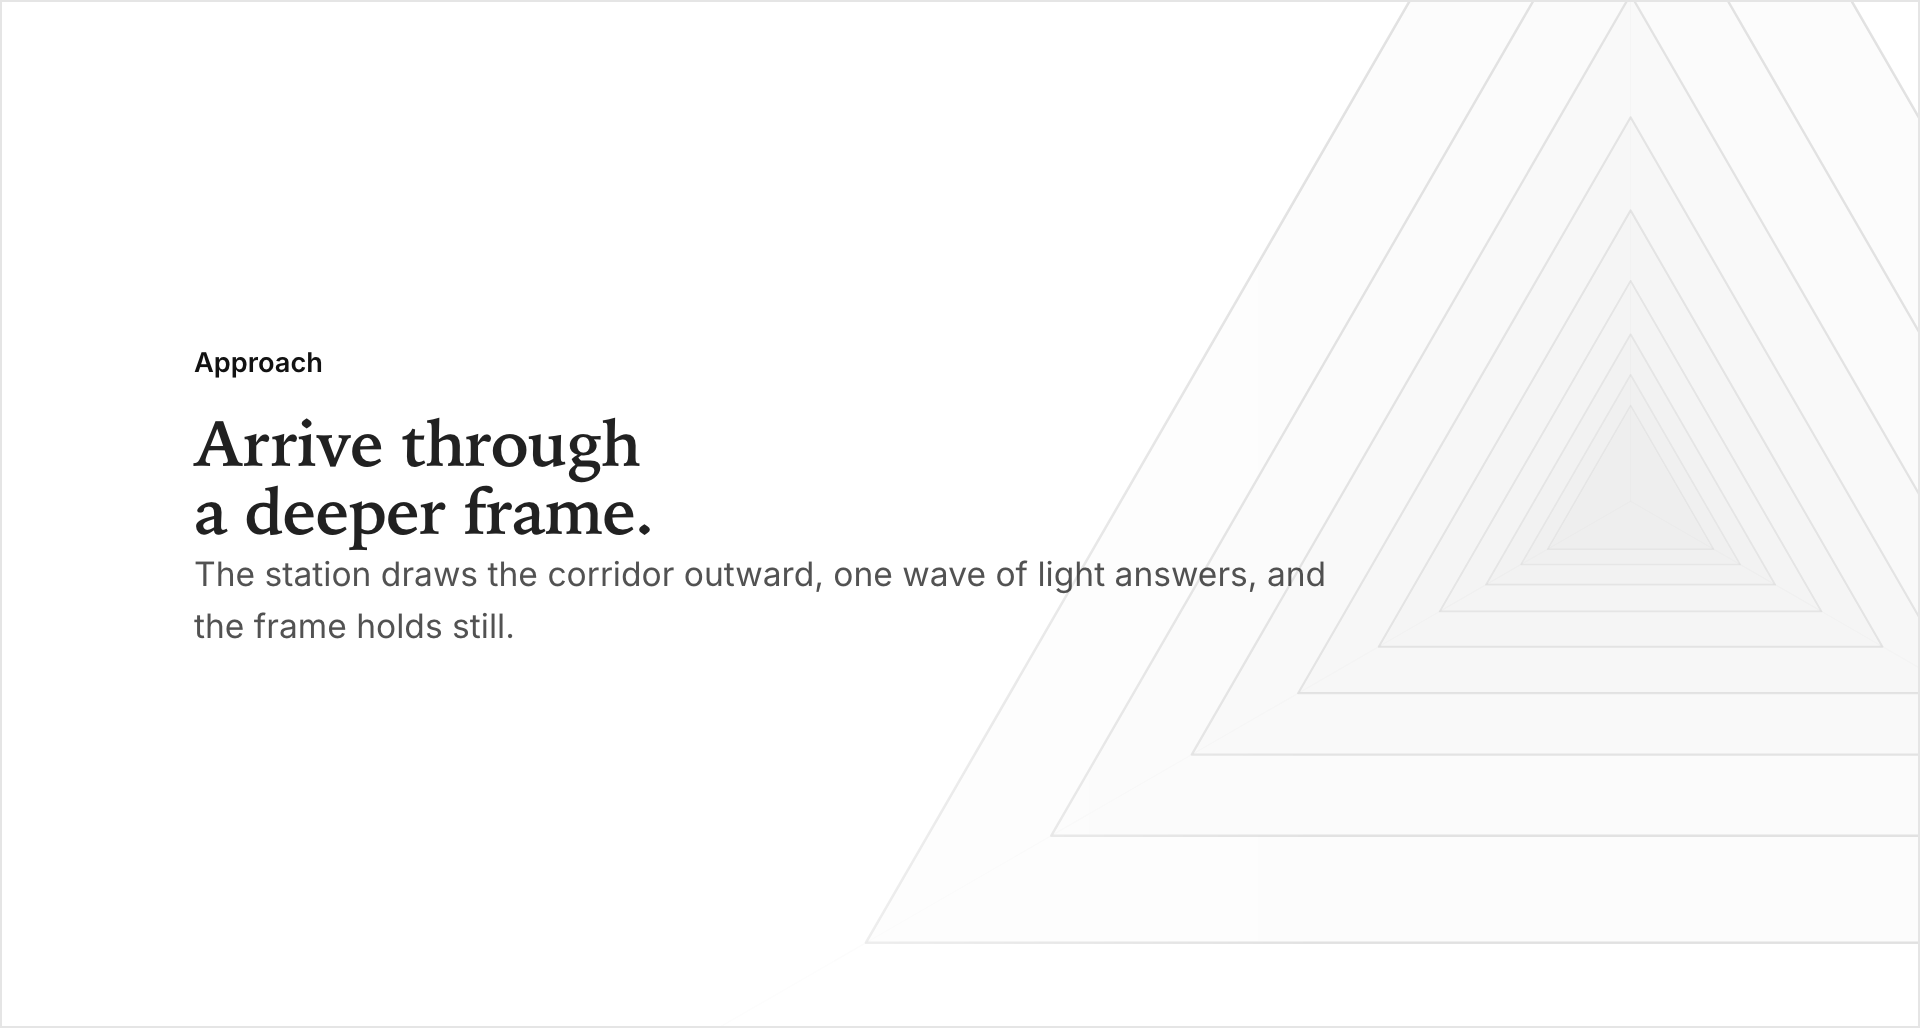 Approach
Arrive through
a deeper frame.
The station draws the corridor outward, one wave of light answers, and
the frame holds still.